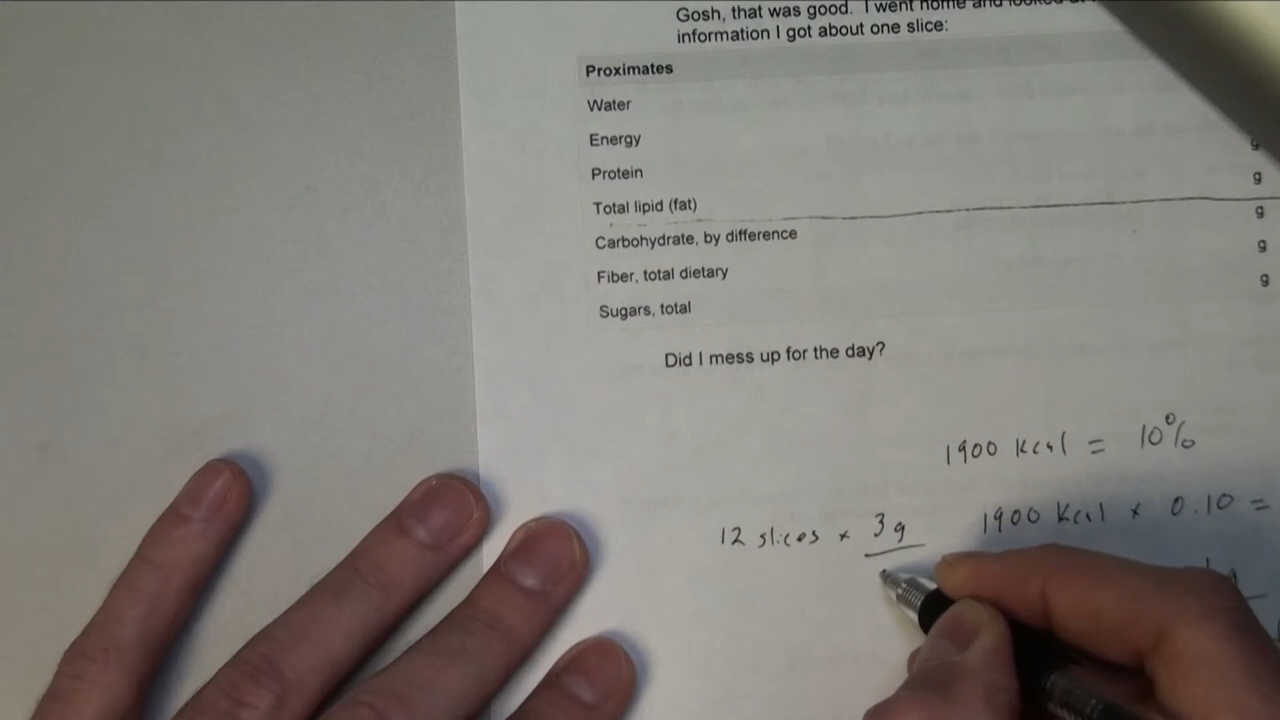 Gosh, that was good. I went home and looked at
information I got about one slice:
Proximates
Water
Energy
g
Protein
g
Total lipid (fat)
g
Carbohydrate, by difference
g
Fiber, total dietary
g
Sugars, total
Did I mess up for the day?
1900 kcal = 10%
12 slices × 3g
1900 kcal × 0.10 =